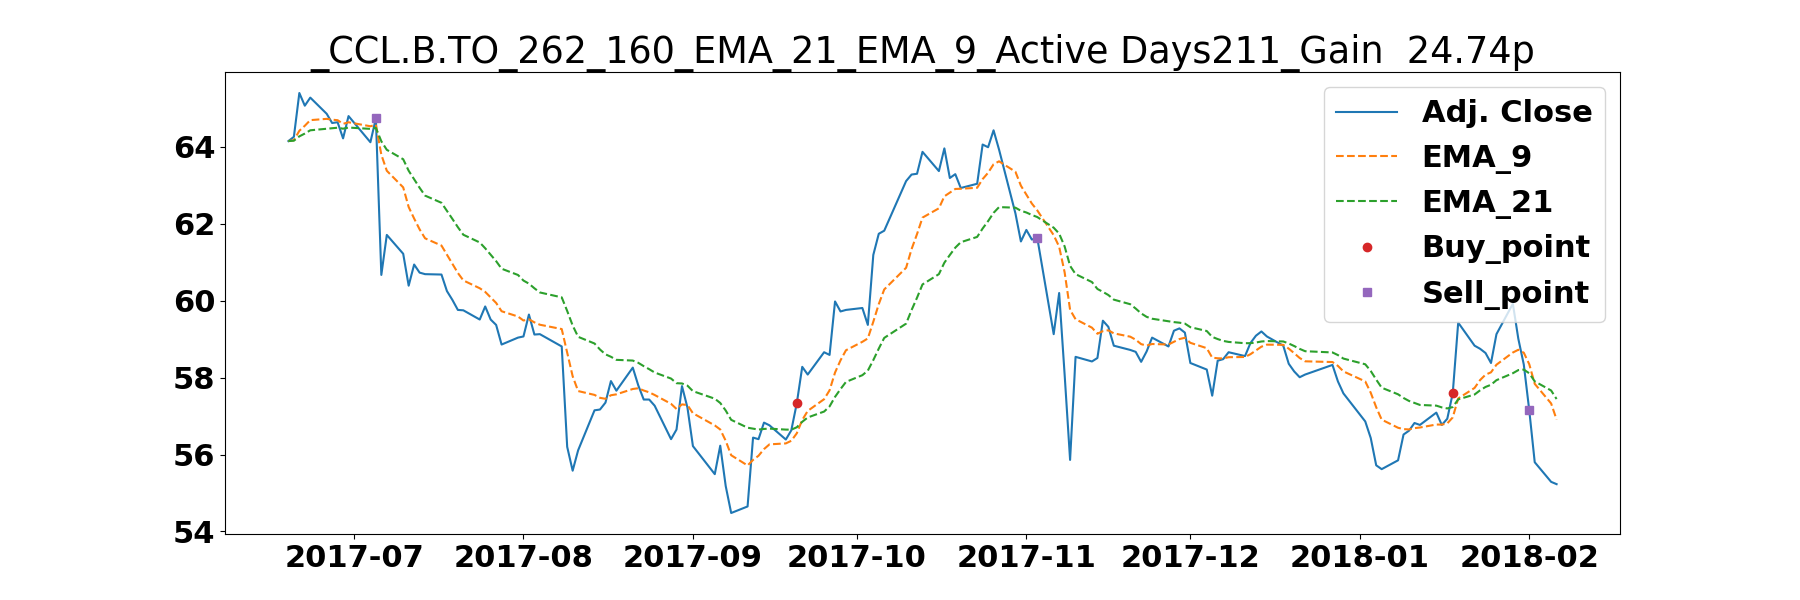 _CCL.B.TO_262_160_EMA_21_EMA_9_Active Days211_Gain  24.74p
Adj. Close
EMA_9
EMA_21
Buy_point
Sell_point
64
62
60
58
56
54
2017-07 2017-08 2017-09 2017-10 2017-11 2017-12 2018-01 2018-02